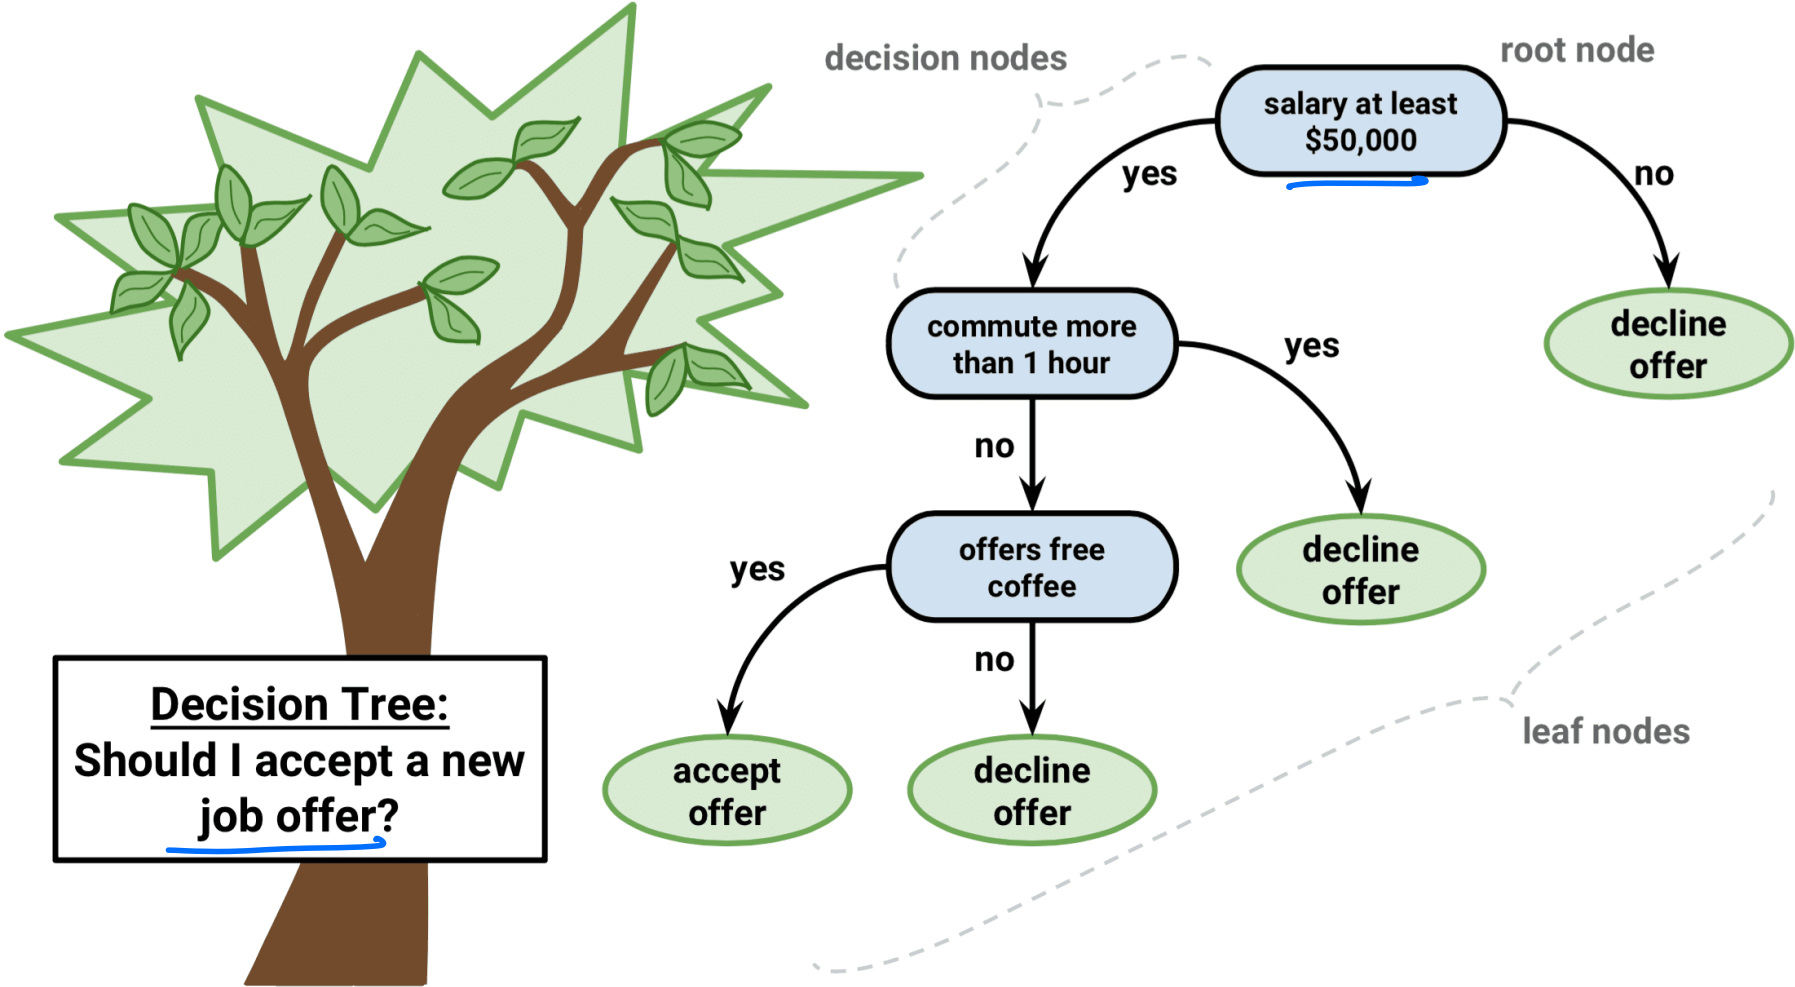 decision nodes
root node
salary at least
$50,000
yes
no
commute more
than 1 hour
yes
decline
offer
no
offers free
coffee
yes
decline
offer
no
accept
offer
decline
offer
leaf nodes
Decision Tree:
Should I accept a new
job offer?